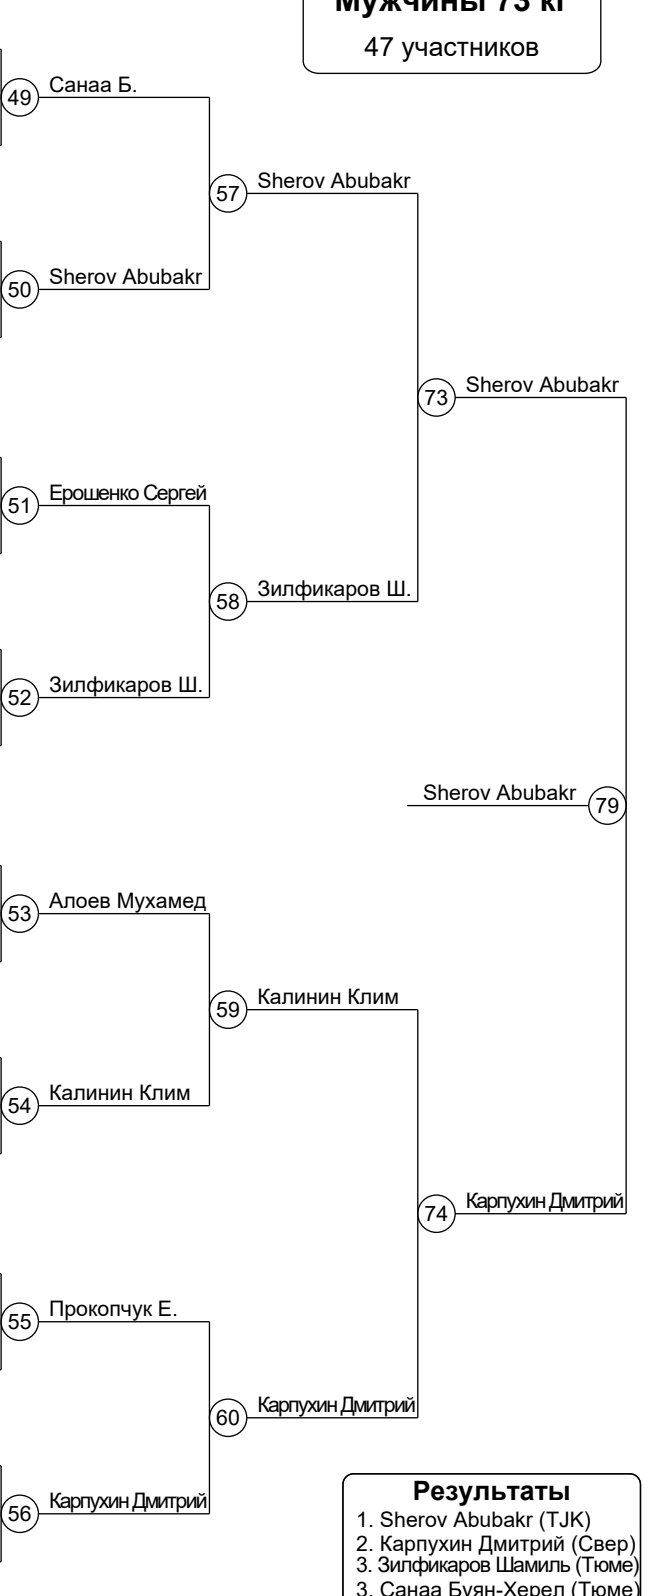 Мужчины 73 кг
47 участников
49 Санаа Б.
57 Sherov Abubakr
50 Sherov Abubakr
73 Sherov Abubakr
51 Ерошенко Сергей
58 Зилфикаров Ш.
52 Зилфикаров Ш.
Sherov Abubakr 79
53 Алоев Мухамед
59 Калинин Клим
54 Калинин Клим
74 Карпухин Дмитрий
55 Прокопчук Е.
60 Карпухин Дмитрий
56 Карпухин Дмитрий
Результаты
1. Sherov Abubakr (TJK)
2. Карпухин Дмитрий (Свер)
3. Зилфикаров Шамиль (Тюме)
3. Санаа Буян-Херел (Тюме)